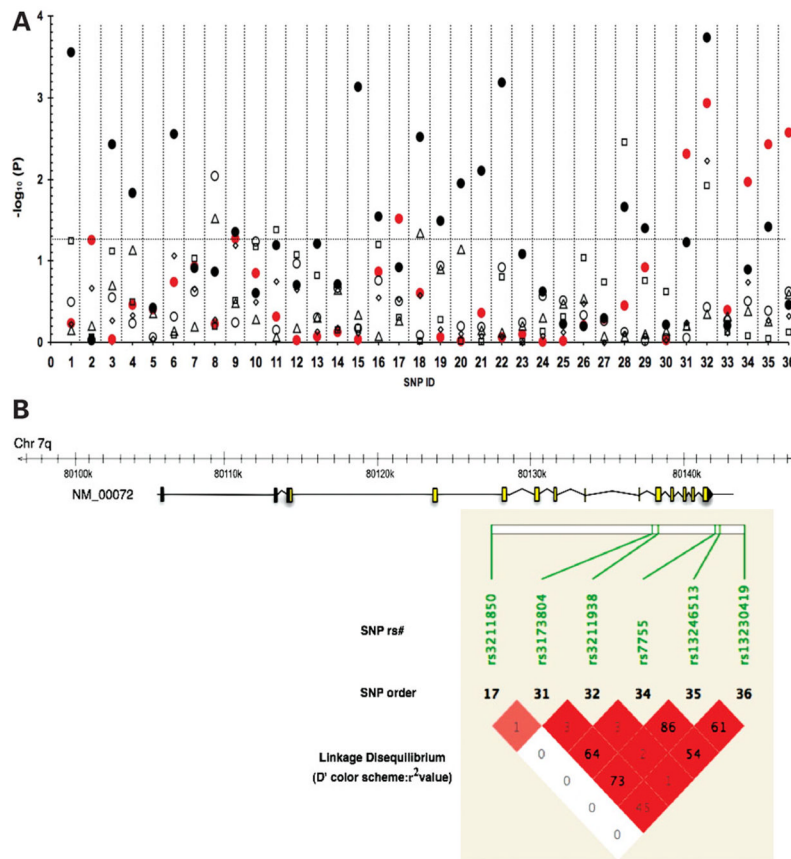 A
-log10 (P)
4
3
2
1
0
0 1 2 3 4 5 6 7 8 9 10 11 12 13 14 15 16 17 18 19 20 21 22 23 24 25 26 27 28 29 30 31 32 33 34 35 36
SNP ID
B
Chr 7q
80100k 80110k 80120k 80130k 80140k
NM_00072
SNP rs# rs3211850 rs3173804 rs3211938 rs7755 rs13246513 rs13230419
SNP order 17 31 32 34 35 36
Linkage Disequilibrium
(D' color scheme:r2value)
1 86 61
0 64 2 54
0 73 1
0 45
0